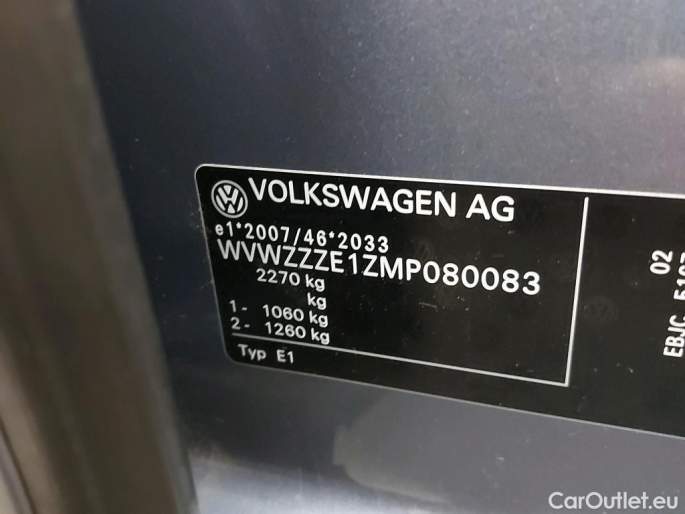 VOLKSWAGEN AG
e1*2007/46*2033
WVWZZZE1ZMP080083
2270 kg
kg
1- 1060 kg
2- 1260 kg
Typ E1
02
EBJC
CarOutlet.eu